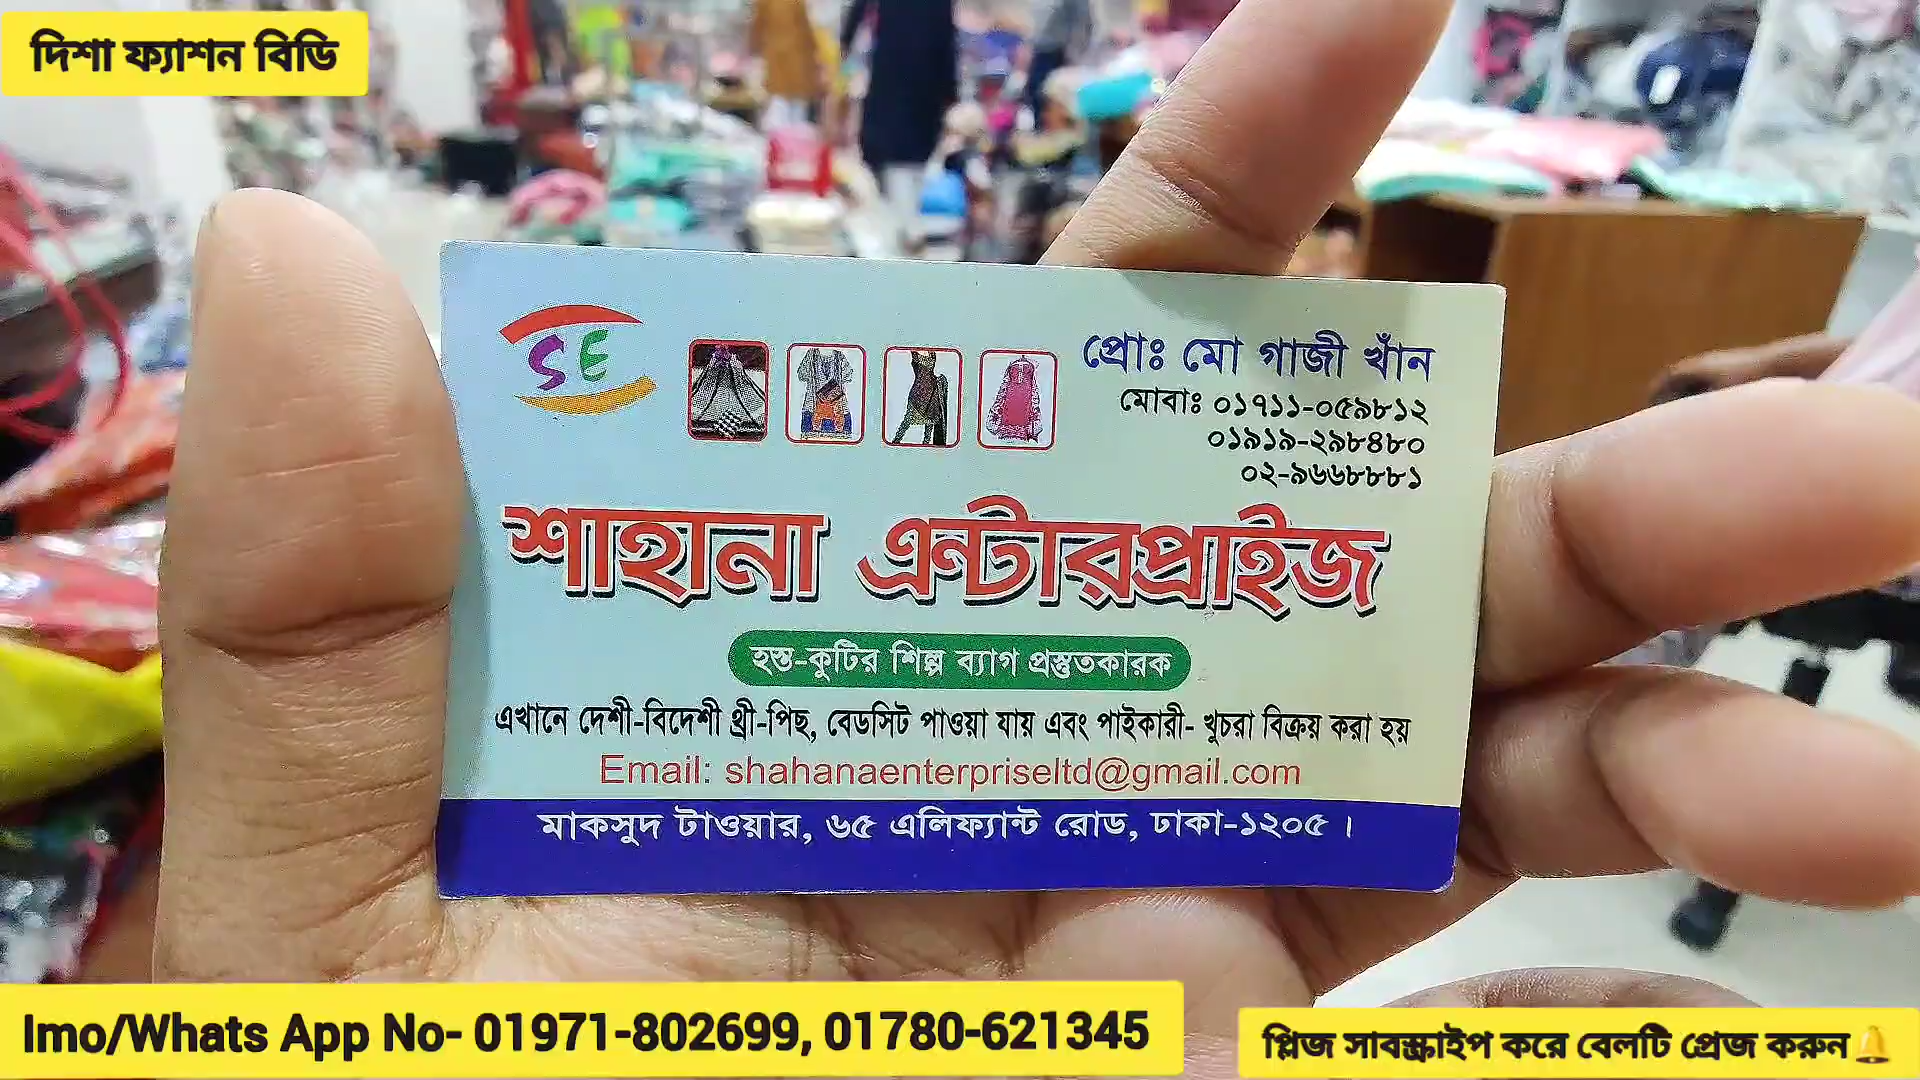 দিশা ফ্যাশন বিডি
SE
প্রোঃ মো গাজী খাঁন
মোবাঃ ০১৭১১-০৫৯৮১২
০১৯১৯-২৯৮৪৮০
০২-৯৬৬৮৮৮১
শাহানা এন্টারপ্রাইজ
হস্ত-কুটির শিল্প ব্যাগ প্রস্তুতকারক
এখানে দেশী-বিদেশী থ্রী-পিছ, বেডসিট পাওয়া যায় এবং পাইকারী- খুচরা বিক্রয় করা হয়
Email: shahanaenterpriseltd@gmail.com
মাকসুদ টাওয়ার, ৬৫ এলিফ্যান্ট রোড, ঢাকা-১২০৫ ।
Imo/Whats App No- 01971-802699, 01780-621345
প্লিজ সাবস্ক্রাইপ করে বেলটি প্রেজ করুন🔔